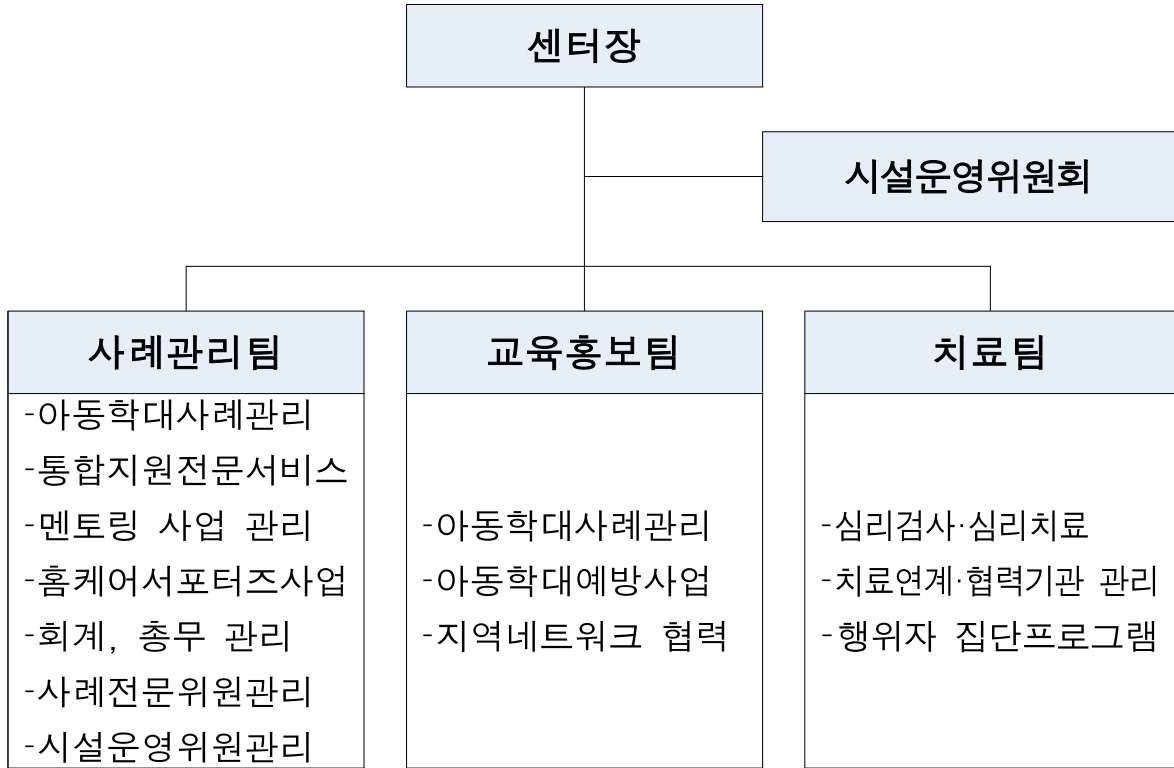 센터장
시설운영위원회
사례관리팀
-아동학대사례관리
-통합지원전문서비스
-멘토링 사업 관리
-홈케어서포터즈사업
-회계, 총무 관리
-사례전문위원관리
-시설운영위원관리
교육홍보팀
-아동학대사례관리
-아동학대예방사업
-지역네트워크 협력
치료팀
-심리검사·심리치료
-치료연계·협력기관 관리
-행위자 집단프로그램